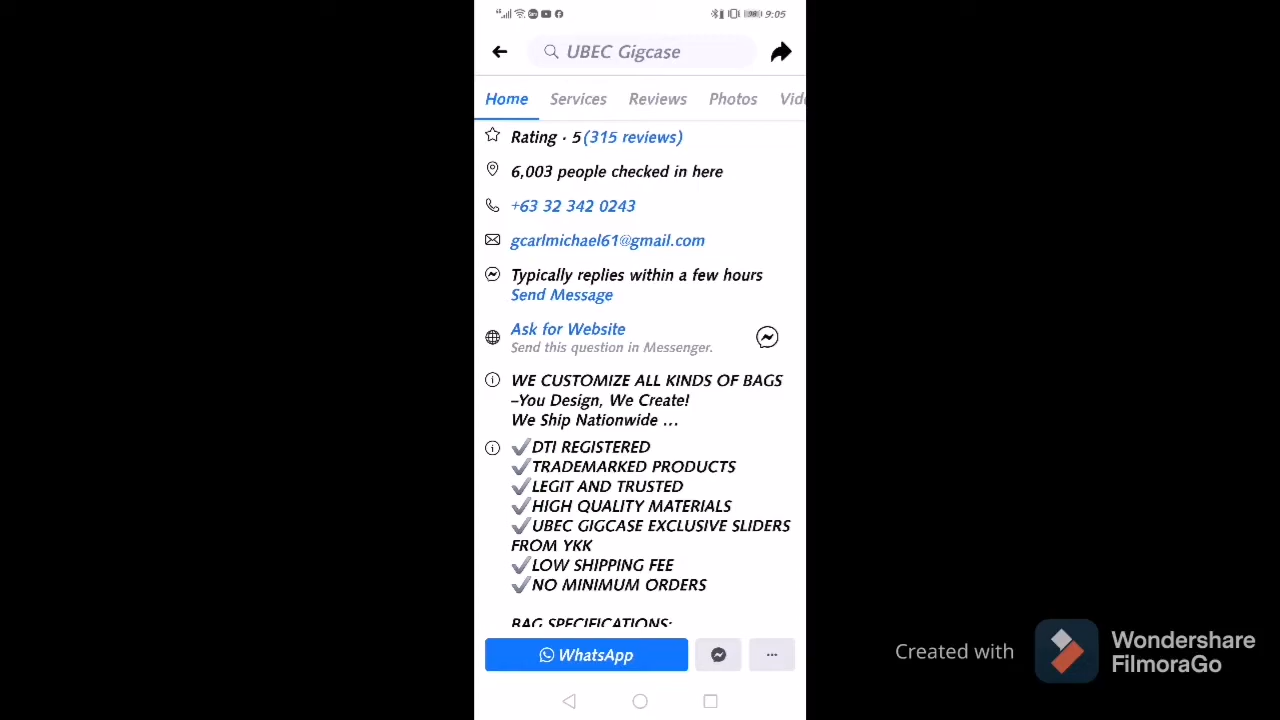 9:05
UBEC Gigcase
Home Services Reviews Photos Vid
Rating · 5 (315 reviews)
6,003 people checked in here
+63 32 342 0243
gcarlmichael61@gmail.com
Typically replies within a few hours
Send Message
Ask for Website
Send this question in Messenger.
WE CUSTOMIZE ALL KINDS OF BAGS
–You Design, We Create!
We Ship Nationwide ...
✔DTI REGISTERED
✔TRADEMARKED PRODUCTS
✔LEGIT AND TRUSTED
✔HIGH QUALITY MATERIALS
✔UBEC GIGCASE EXCLUSIVE SLIDERS
FROM YKK
✔LOW SHIPPING FEE
✔NO MINIMUM ORDERS
BAG SPECIFICATIONS:
WhatsApp
Created with
Wondershare
FilmoraGo